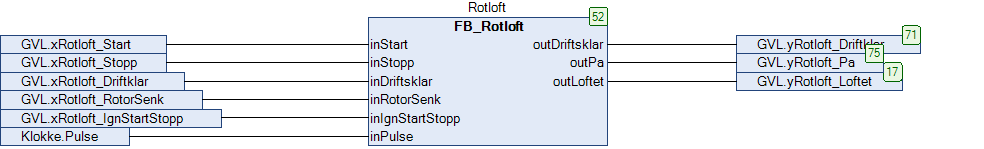 Rotloft
52
FB_Rotloft
GVL.xRotloft_Start inStart outDriftsklar GVL.yRotloft_Driftklar 71
GVL.xRotloft_Stopp inStopp outPa GVL.yRotloft_Pa 75
GVL.xRotloft_Driftklar inDriftsklar outLoftet GVL.yRotloft_Loftet 17
GVL.xRotloft_RotorSenk inRotorSenk
GVL.xRotloft_IgnStartStopp inIgnStartStopp
Klokke.Pulse inPulse